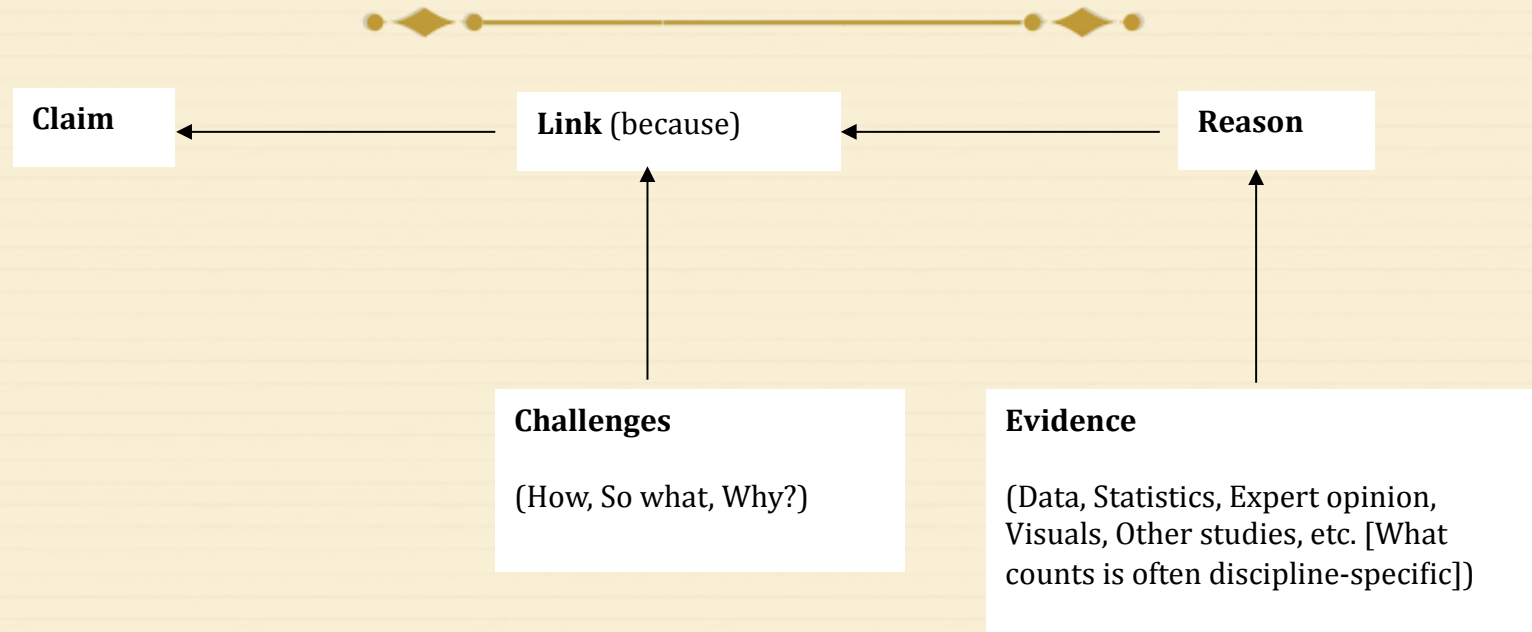 Claim
Link (because)
Reason
Challenges
(How, So what, Why?)
Evidence
(Data, Statistics, Expert opinion,
Visuals, Other studies, etc. [What
counts is often discipline-specific])